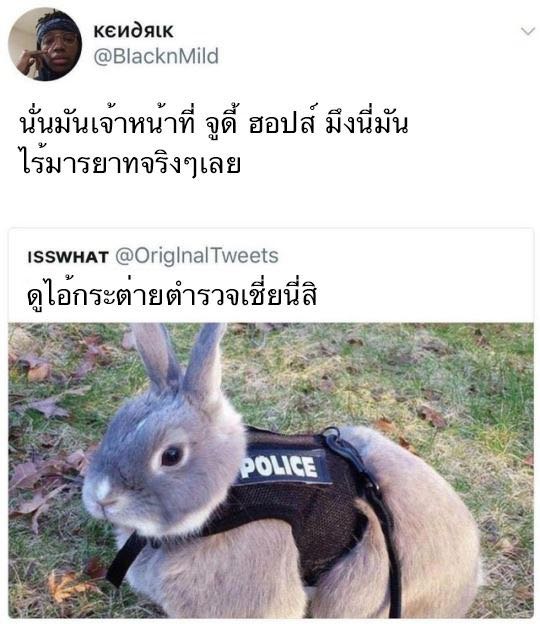 ĸєи∂яιĸ
@BlacknMild
นั่นมันเจ้าหน้าที่ จูดี้ ฮอปส์ มึงนี่มัน
ไร้มารยาทจริงๆเลย
ISSWHAT @OrigInalTweets
ดูไอ้กระต่ายตำรวจเชี่ยนี่สิ
POLICE